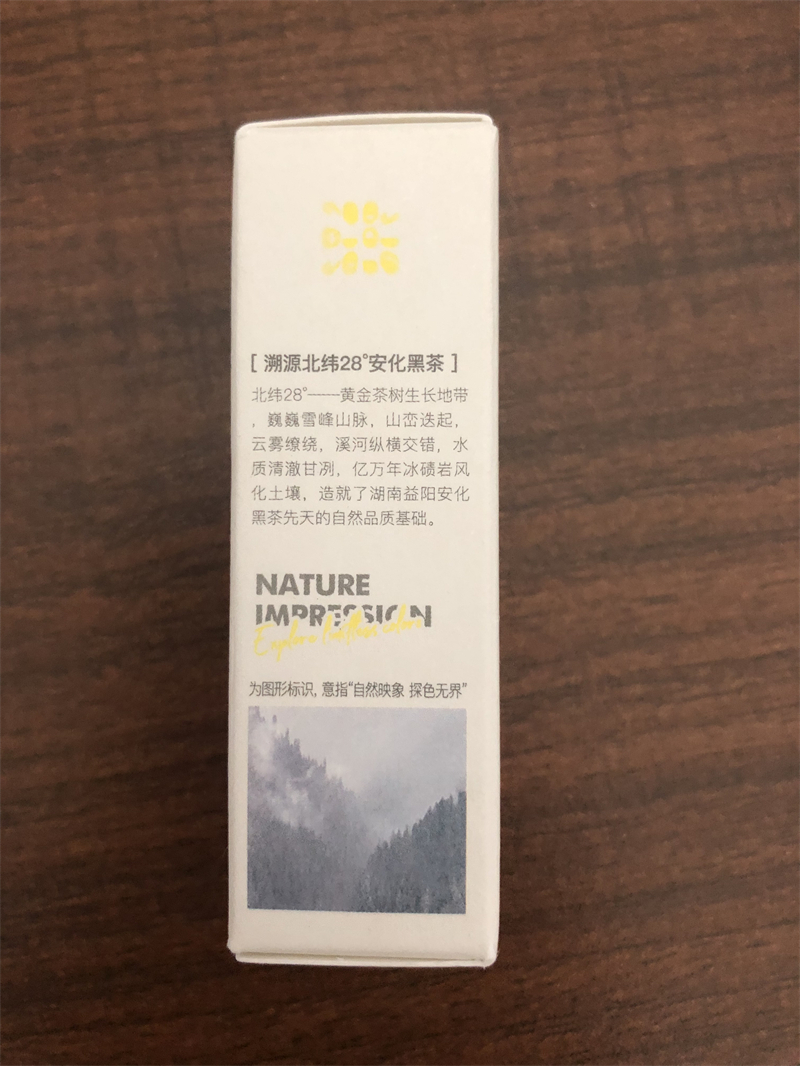 [ 溯源北纬28°安化黑茶 ]
北纬28°——黄金茶树生长地带
，巍巍雪峰山脉，山峦迭起，
云雾缭绕，溪河纵横交错，水
质清澈甘冽，亿万年冰碛岩风
化土壤，造就了湖南益阳安化
黑茶先天的自然品质基础。
NATURE
IMPRESSION
Explore
为图形标识, 意指“自然映象 探色无界”